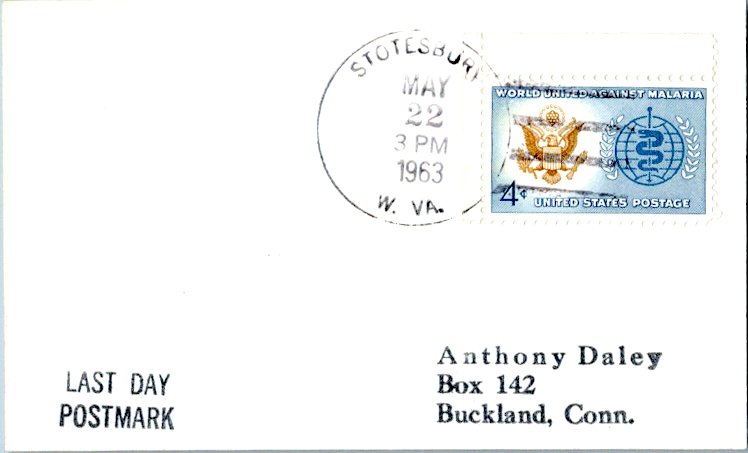 STOTESBURY
MAY
22
3 PM
1963
W. VA.
WORLD UNITED AGAINST MALARIA
4¢
UNITED STATES POSTAGE
LAST DAY
POSTMARK
Anthony Daley
Box 142
Buckland, Conn.